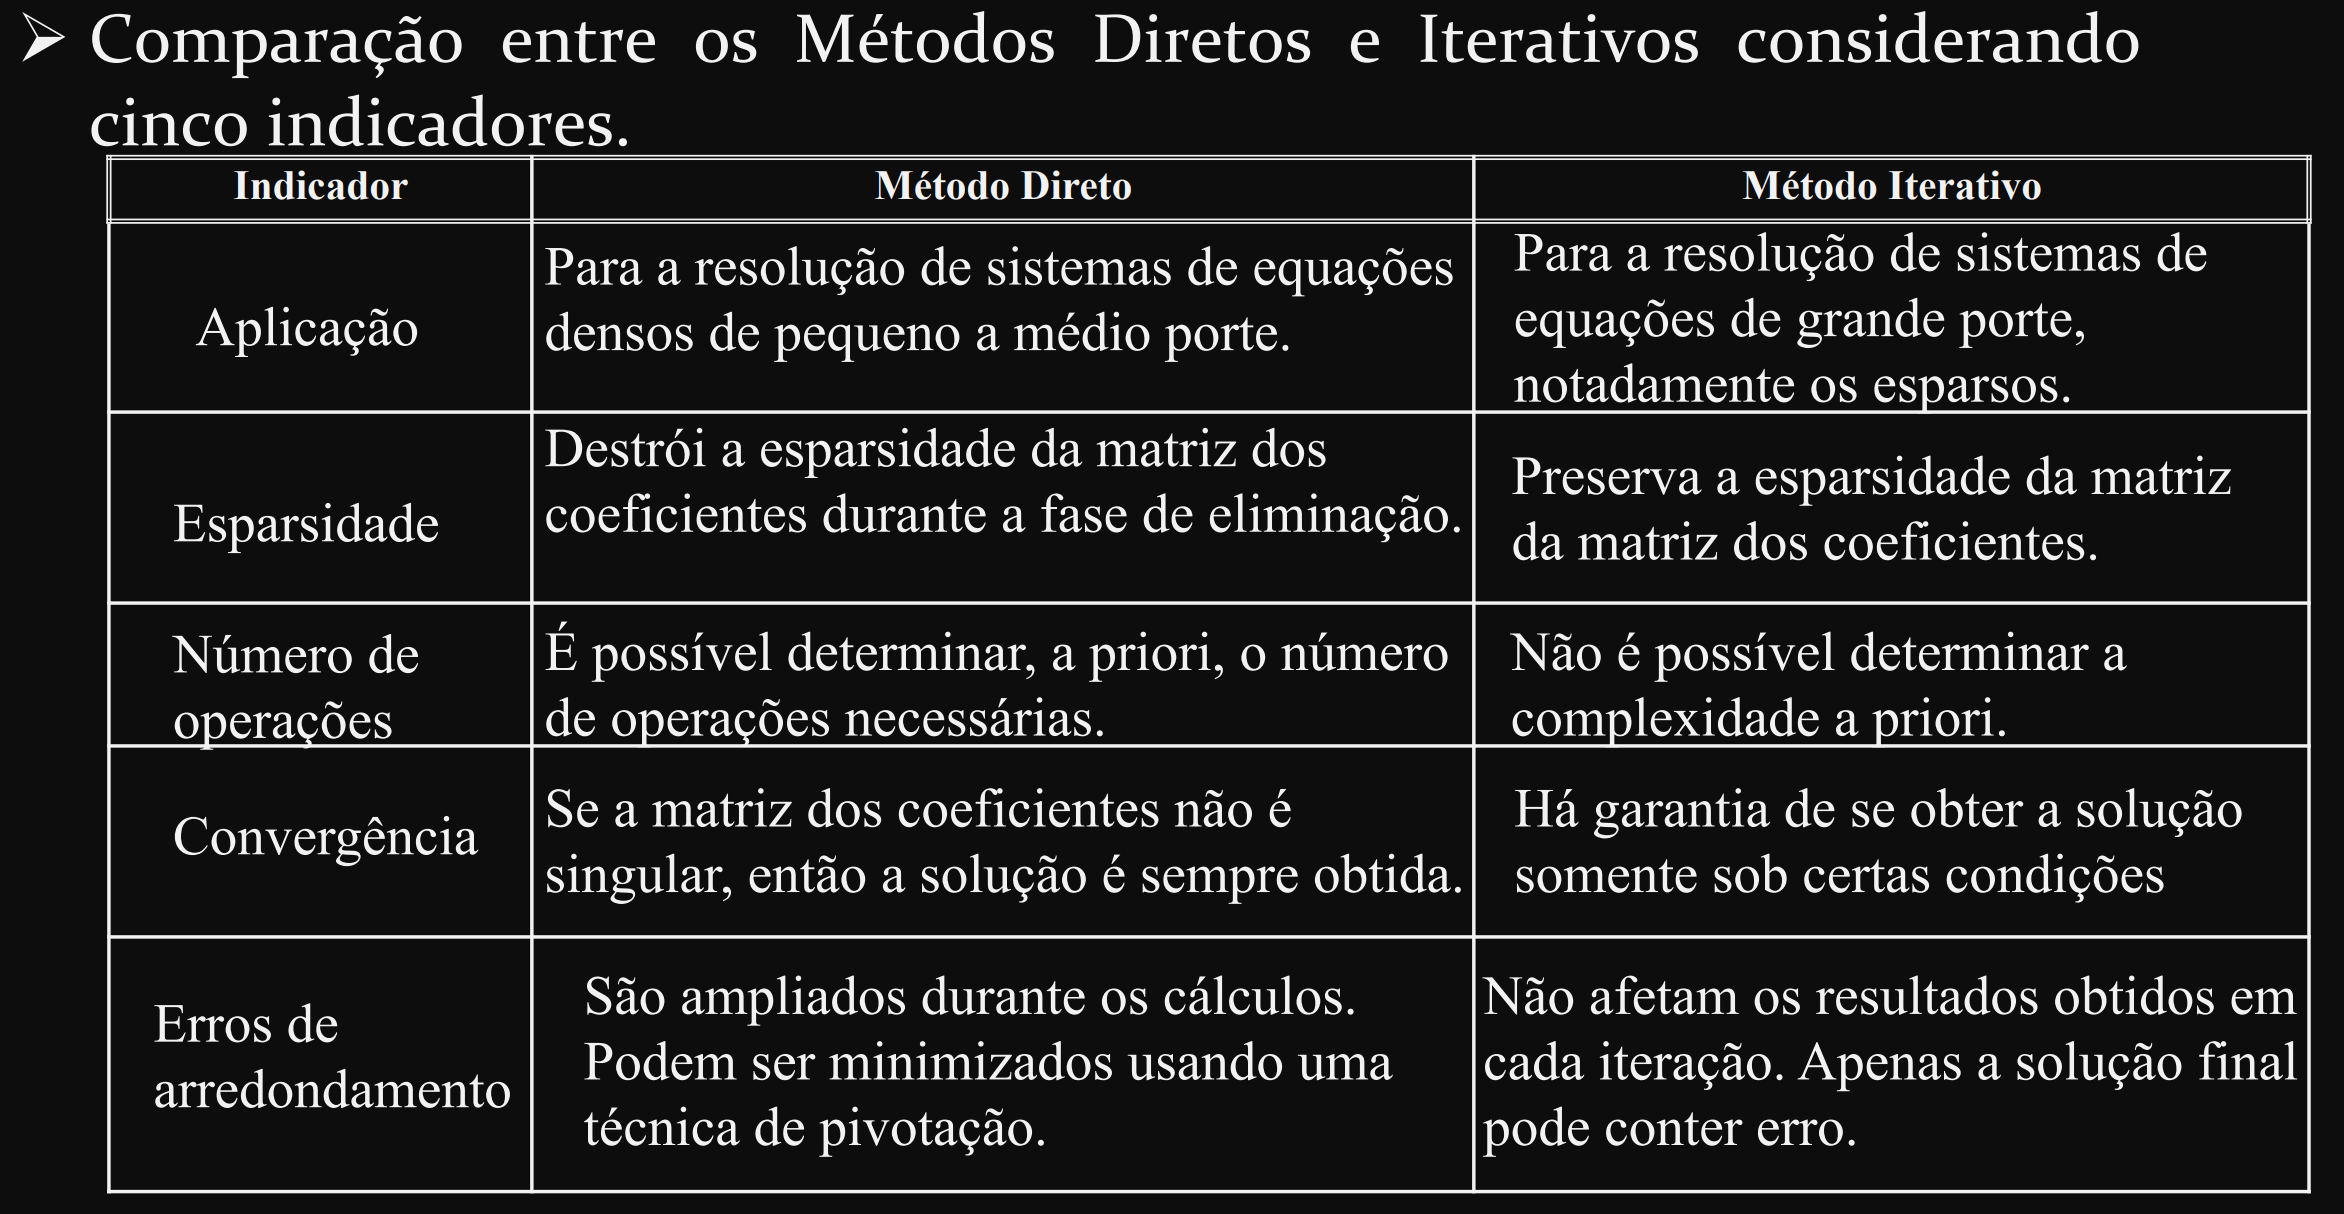 ➢ Comparação entre os Métodos Diretos e Iterativos considerando
cinco indicadores.
Indicador
Método Direto
Método Iterativo
Aplicação
Para a resolução de sistemas de equações
densos de pequeno a médio porte.
Para a resolução de sistemas de
equações de grande porte,
notadamente os esparsos.
Esparsidade
Destrói a esparsidade da matriz dos
coeficientes durante a fase de eliminação.
Preserva a esparsidade da matriz
da matriz dos coeficientes.
Número de
operações
É possível determinar, a priori, o número
de operações necessárias.
Não é possível determinar a
complexidade a priori.
Convergência
Se a matriz dos coeficientes não é
singular, então a solução é sempre obtida.
Há garantia de se obter a solução
somente sob certas condições
Erros de
arredondamento
São ampliados durante os cálculos.
Podem ser minimizados usando uma
técnica de pivotação.
Não afetam os resultados obtidos em
cada iteração. Apenas a solução final
pode conter erro.